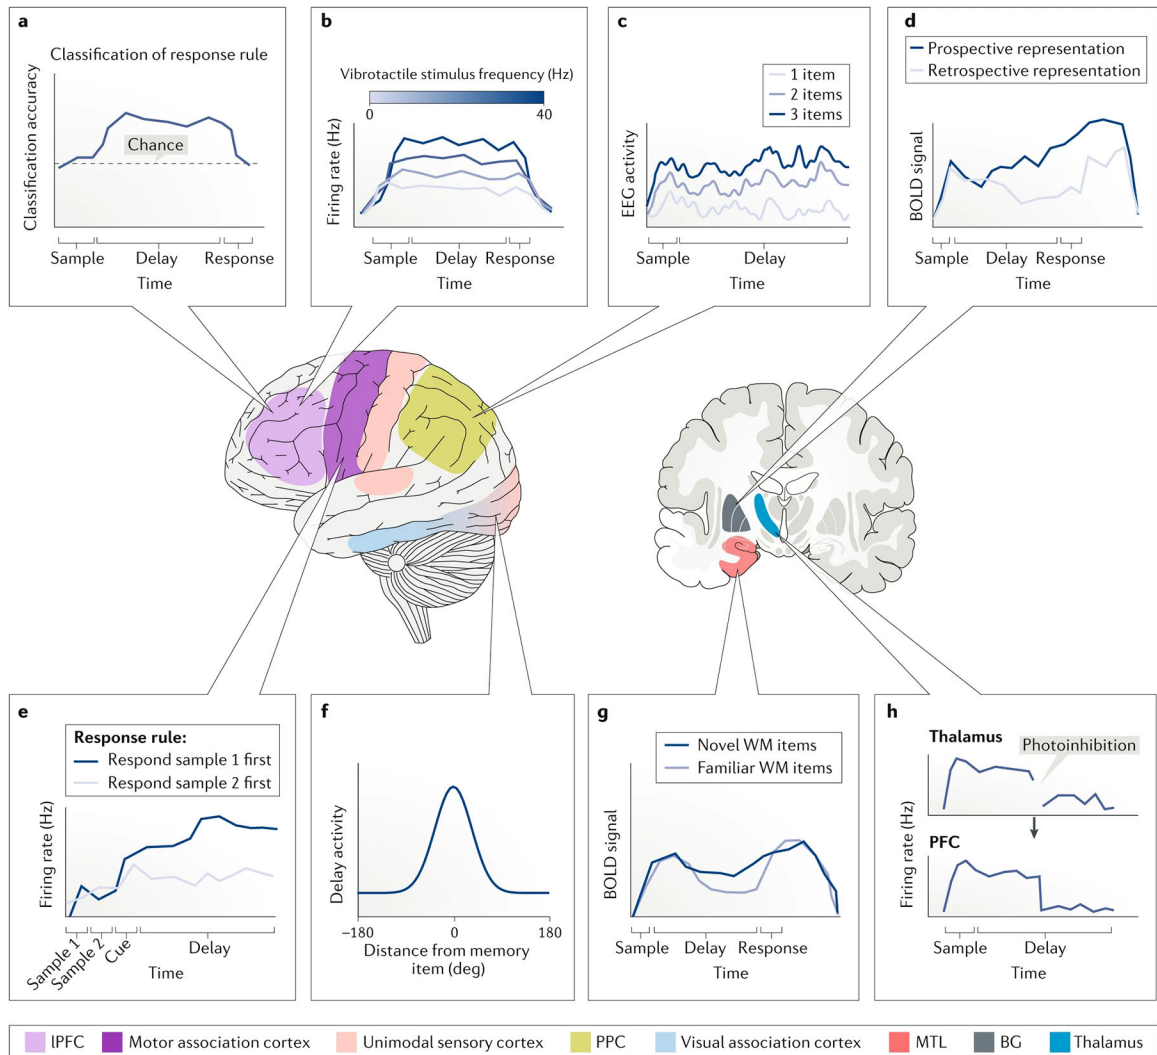 a
Classification of response rule
Classification accuracy
Chance
Sample
Delay
Response
Time
b
Vibrotactile stimulus frequency (Hz)
0
40
Firing rate (Hz)
Sample
Delay
Response
Time
c
1 item
2 items
3 items
EEG activity
Sample
Delay
Time
d
Prospective representation
Retrospective representation
BOLD signal
Sample
Delay
Response
Time
e
Response rule:
Respond sample 1 first
Respond sample 2 first
Firing rate (Hz)
Sample 1
Sample 2
Cue
Delay
Time
f
Delay activity
−180
0
180
Distance from memory
item (deg)
g
Novel WM items
Familiar WM items
BOLD signal
Sample
Delay
Response
Time
h
Thalamus
Photoinhibition
PFC
Firing rate (Hz)
Sample
Delay
Time
lPFC
Motor association cortex
Unimodal sensory cortex
PPC
Visual association cortex
MTL
BG
Thalamus